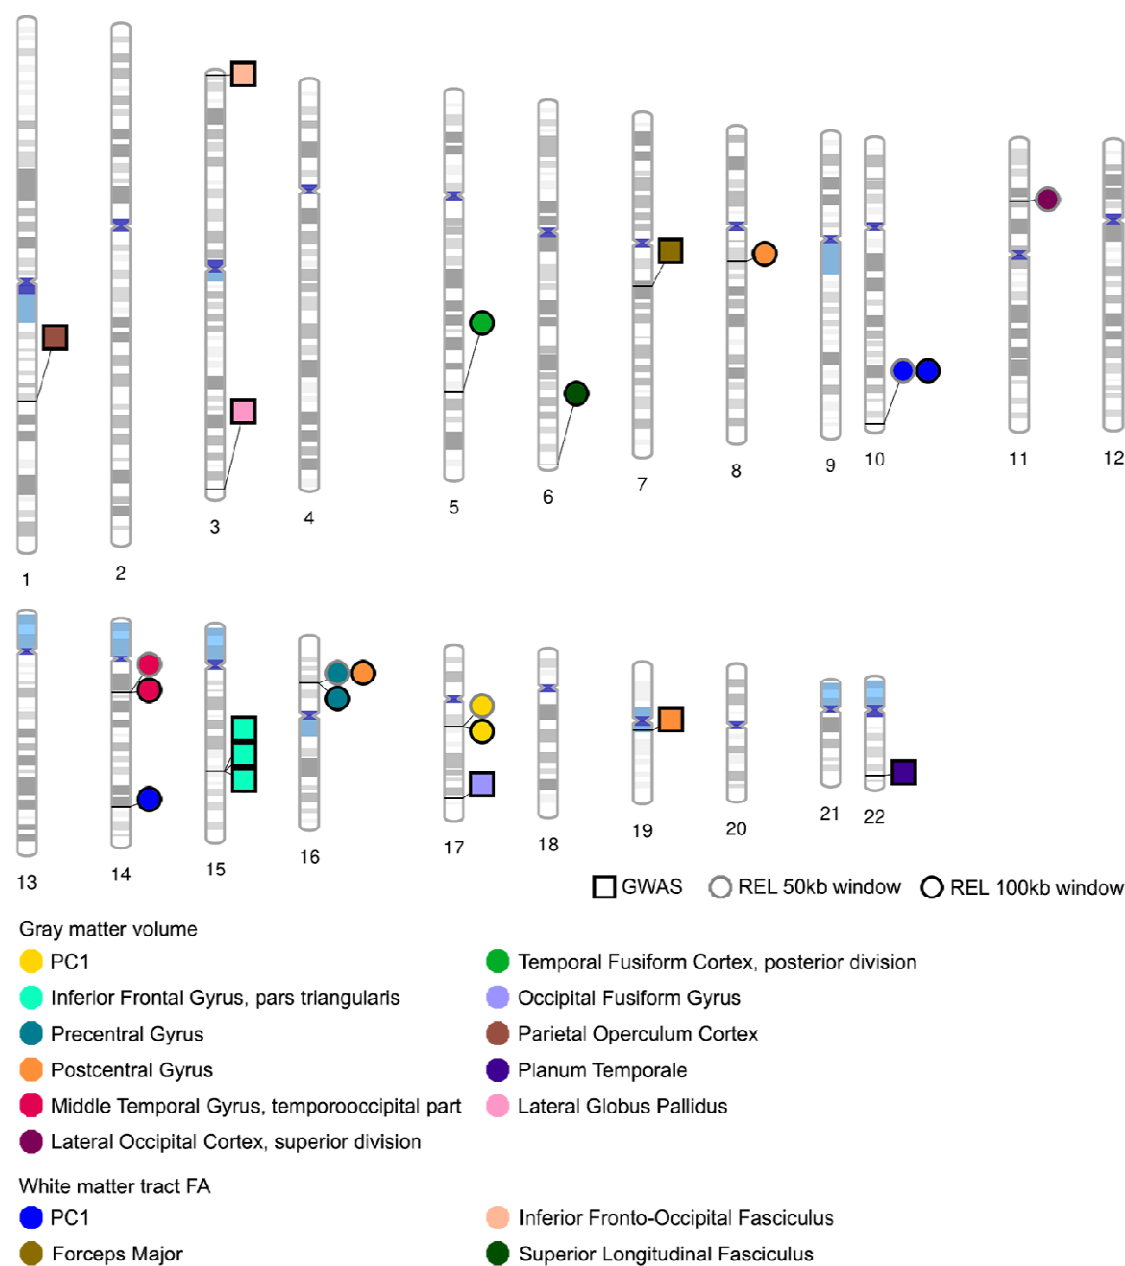 1
2
3
4
5
6
7
8
9
10
11
12
13
14
15
16
17
18
19
20
21
22
GWAS
REL 50kb window
REL 100kb window
Gray matter volume
PC1
Inferior Frontal Gyrus, pars triangularis
Precentral Gyrus
Postcentral Gyrus
Middle Temporal Gyrus, temporooccipital part
Lateral Occipital Cortex, superior division
Temporal Fusiform Cortex, posterior division
Occipital Fusiform Gyrus
Parietal Operculum Cortex
Planum Temporale
Lateral Globus Pallidus
White matter tract FA
PC1
Forceps Major
Inferior Fronto-Occipital Fasciculus
Superior Longitudinal Fasciculus